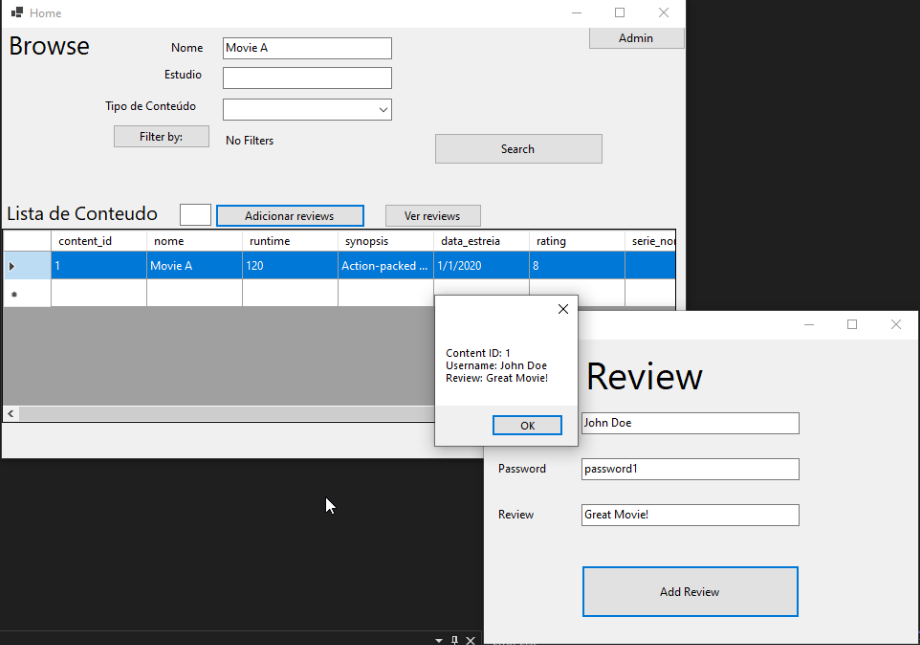 Home
Browse
Admin
Nome
Movie A
Estudio
Tipo de Conteúdo
Filter by:
No Filters
Search
Lista de Conteudo
Adicionar reviews
Ver reviews
content_id nome runtime synopsis data_estreia rating
1 Movie A 120 Action-packed ... 1/1/2020 8
Content ID: 1
Username: John Doe
Review: Great Movie!
OK
Review
John Doe
Password
password1
Review
Great Movie!
Add Review